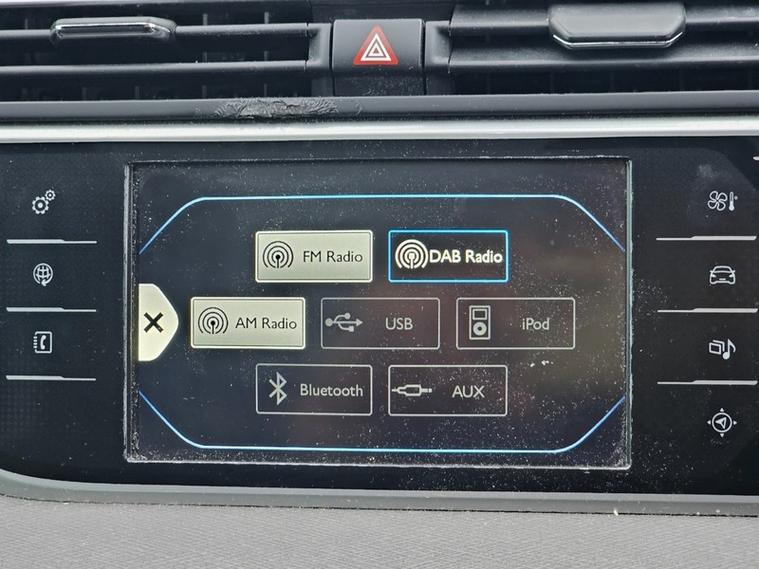 FM Radio
DAB Radio
AM Radio
USB
iPod
Bluetooth
AUX